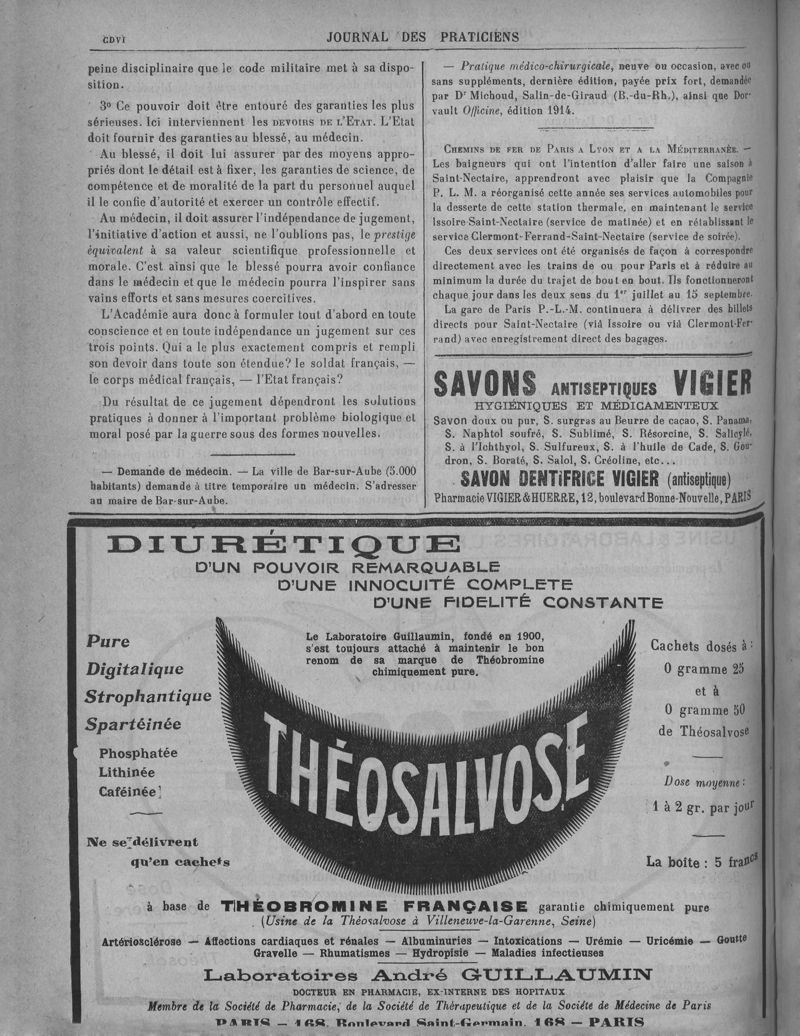 CDVI
JOURNAL DES PRATICIENS
peine disciplinaire que le code militaire met à sa dispo-
sition.
3º Ce pouvoir doit être entouré des garanties les plus
sérieuses. Ici interviennent les DEVOIRS DE L'ETAT. L'Etat
doit fournir des garanties au blessé, au médecin.
Au blessé, il doit lui assurer par des moyens appro-
priés dont le détail est à fixer, les garanties de science, de
compétence et de moralité de la part du personnel auquel
il le confie d'autorité et exercer un contrôle effectif.
Au médecin, il doit assurer l'indépendance de jugement,
l'initiative d'action et aussi, ne l'oublions pas, le prestige
équivalent à sa valeur scientifique professionnelle et
morale. C'est ainsi que le blessé pourra avoir confiance
dans le médecin et que le médecin pourra l'inspirer sans
vains efforts et sans mesures coercitives.
L'Académie aura donc à formuler tout d'abord en toute
conscience et en toute indépendance un jugement sur ces
trois points. Qui a le plus exactement compris et rempli
son devoir dans toute son étendue? le soldat français, —
le corps médical français, — l'Etat français?
Du résultat de ce jugement dépendront les solutions
pratiques à donner à l'important problème biologique et
moral posé par la guerre sous des formes nouvelles.
— Demande de médecin. — La ville de Bar-sur-Aube (5.000
habitants) demande à titre temporaire un médecin. S'adresser
au maire de Bar-sur-Aube.
— Pratique médico-chirurgicale, neuve ou occasion, avec ou
sans suppléments, dernière édition, payée prix fort, demandée
par Dr Michoud, Salin-de-Giraud (B.-du-Rh.), ainsi que Dor-
vault Officine, édition 1914.
CHEMINS DE FER DE PARIS A LYON ET A LA MÉDITERRANÉE. —
Les baigneurs qui ont l'intention d'aller faire une saison à
Saint-Nectaire, apprendront avec plaisir que la Compagnie
P. L. M. a réorganisé cette année ses services automobiles pour
la desserte de cette station thermale, en maintenant le service
Issoire-Saint-Nectaire (service de matinée) et en rétablissant le
service Clermont-Ferrand-Saint-Nectaire (service de soirée).
Ces deux services ont été organisés de façon à correspondre
directement avec les trains de ou pour Paris et à réduire au
minimum la durée du trajet de bout en bout. Ils fonctionneront
chaque jour dans les deux sens du 1er juillet au 15 septembre.
La gare de Paris P.-L.-M. continuera à délivrer des billets
directs pour Saint-Nectaire (viâ Issoire ou viâ Clermont-Fer-
rand) avec enregistrement direct des bagages.
SAVONS ANTISEPTIQUES VIGIER
HYGIÉNIQUES ET MÉDICAMENTEUX
Savon doux ou pur, S. surgras au Beurre de cacao, S. Panama,
S. Naphtol soufré, S. Sublimé, S. Résorcine, S. Salicylé,
S. à l'Ichthyol, S. Sulfureux, S. à l'huile de Cade, S. Gou-
dron, S. Boraté, S. Salol, S. Créoline, etc...
SAVON DENTIFRICE VIGIER (antiseptique)
Pharmacie VIGIER & HUERRE, 12, boulevard Bonne-Nouvelle, PARIS
DIURÉTIQUE
D'UN POUVOIR REMARQUABLE
D'UNE INNOCUITÉ COMPLETE
D'UNE FIDELITÉ CONSTANTE
Le Laboratoire Guillaumin, fondé en 1900,
s'est toujours attaché à maintenir le bon
renom de sa marque de Théobromine
chimiquement pure.
Pure
Digitalique
Strophantique
Spartéinée
Phosphatée
Lithinée
Caféinée
Ne se délivrent
qu'en cachets
THÉOSALVOSE
Cachets dosés à :
0 gramme 25
et à
0 gramme 50
de Théosalvose
Dose moyenne :
1 à 2 gr. par jour
La boîte : 5 francs
à base de THÉOBROMINE FRANÇAISE garantie chimiquement pure
(Usine de la Théosalvose à Villeneuve-la-Garenne, Seine)
Artériosclérose — Affections cardiaques et rénales — Albuminuries — Intoxications — Urémie — Uricémie — Goutte
Gravelle — Rhumatismes — Hydropisie — Maladies infectieuses
Laboratoires André GUILLAUMIN
DOCTEUR EN PHARMACIE, EX-INTERNE DES HOPITAUX
Membre de la Société de Pharmacie, de la Société de Thérapeutique et de la Société de Médecine de Paris
PARIS — 168, Boulevard Saint-Germain, 168 — PARIS